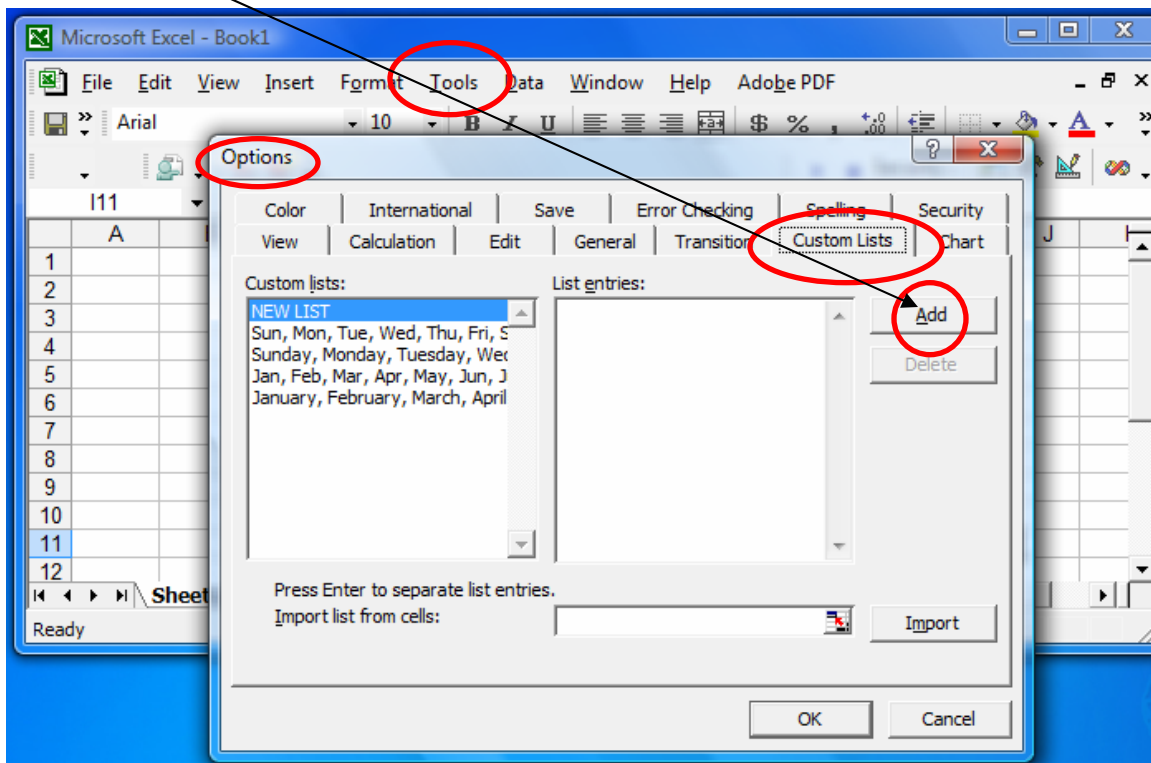 Microsoft Excel - Book1
File Edit View Insert Format Tools Data Window Help Adobe PDF
Arial 10 B I U $ % ,
Options
I11
Color International Save Error Checking Spelling Security
View Calculation Edit General Transition Custom Lists Chart
A J
Custom lists: List entries:
NEW LIST
Sun, Mon, Tue, Wed, Thu, Fri, S
Sunday, Monday, Tuesday, Wed
Jan, Feb, Mar, Apr, May, Jun, J
January, February, March, April
Add
Delete
1
2
3
4
5
6
7
8
9
10
11
12
Press Enter to separate list entries.
Import list from cells: Import
Sheet
Ready
OK Cancel